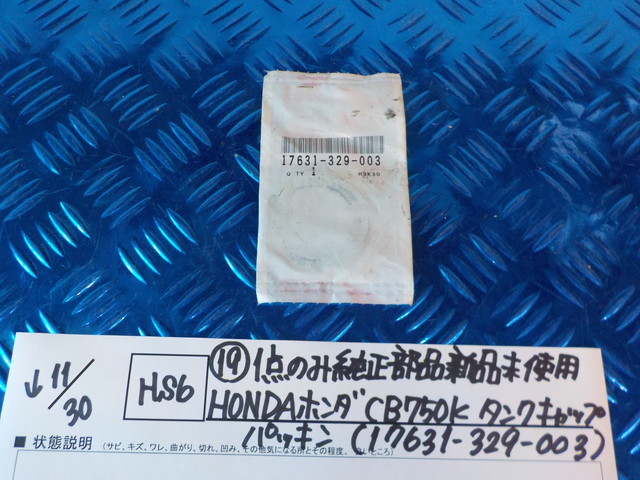 17631-329-003
Q'TY 1
↓11/30
HS6
⑲1点のみ純正部品新品未使用
HONDAホンダ CB750K タンクキャップ
パッキン (17631-329-003)
■ 状態説明 (サビ、キズ、ワレ、曲がり、切れ、凹み、その他気になる所とその程度。